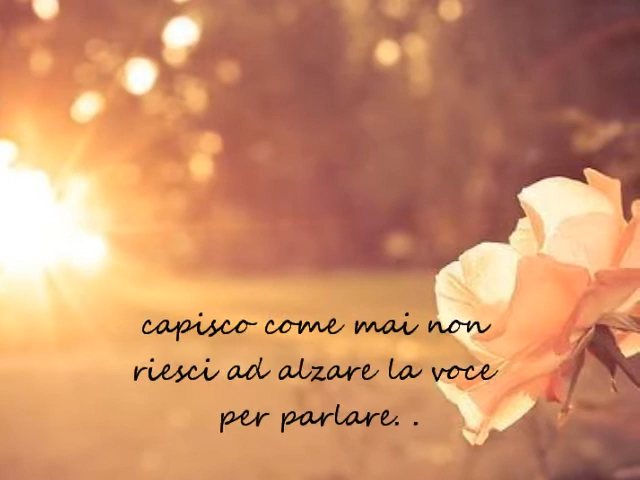 capisco come mai non
riesci ad alzare la voce
per parlare. .